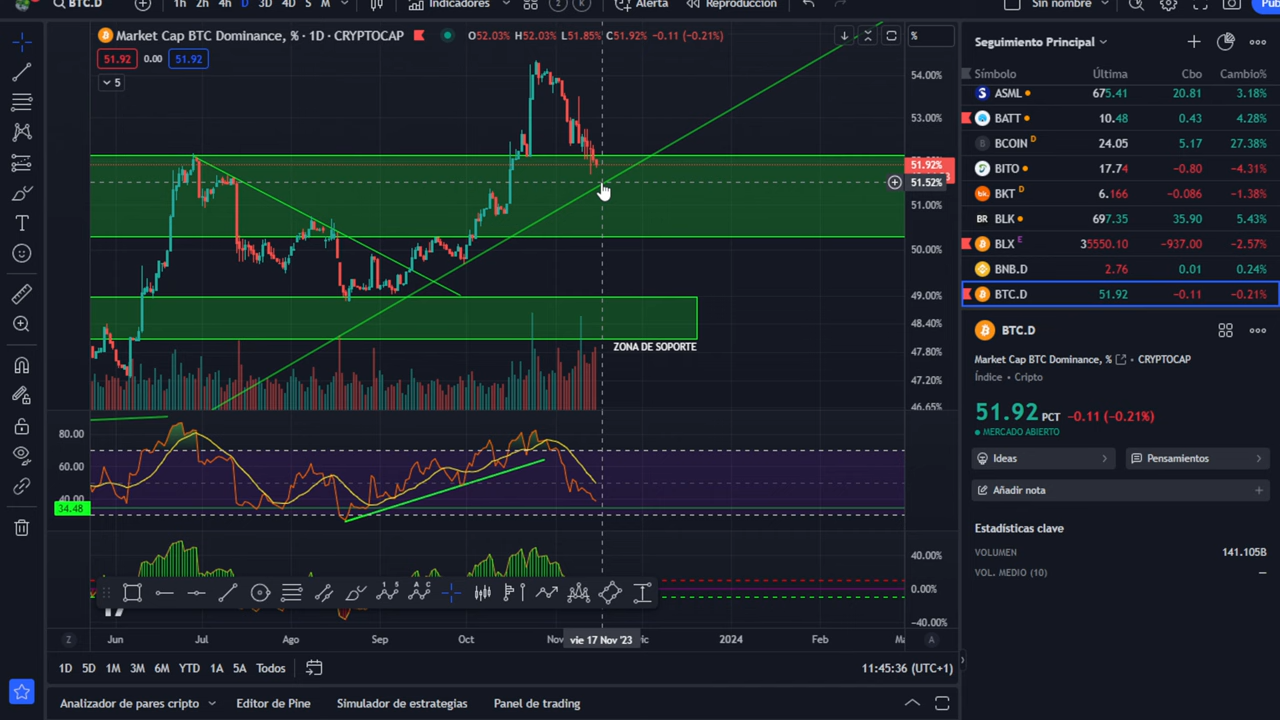 BTC.D
1h 2h 4h D 3D 4D S M
Indicadores
Alerta
Reproducción
Sin nombre
Market Cap BTC Dominance, % · 1D · CRYPTOCAP
O52.03% H52.03% L51.85% C51.92% −0.11 (−0.21%)
%
51.92 0.00 51.92
5
54.00%
53.00%
51.92%
51.52%
51.00%
50.00%
49.00%
48.40%
47.80%
47.20%
46.65%
ZONA DE SOPORTE
80.00
60.00
40.00
34.48
40.00%
0.00%
−40.00%
Z
Jun
Jul
Ago
Sep
Oct
Nov
vie 17 Nov '23
2024
Feb
A
1D 5D 1M 3M 6M YTD 1A 5A Todos
11:45:36 (UTC+1)
Analizador de pares cripto
Editor de Pine
Simulador de estrategias
Panel de trading
Seguimiento Principal
Símbolo Última Cbo Cambio%
ASML 675.41 20.81 3.18%
BATT 10.48 0.43 4.28%
BCOIN D 24.05 5.17 27.38%
BITO 17.74 −0.80 −4.31%
BKT D 6.166 −0.086 −1.38%
BLK 697.35 35.90 5.43%
BLX E 35550.10 −937.00 −2.57%
BNB.D 2.76 0.01 0.24%
BTC.D 51.92 −0.11 −0.21%
BTC.D
Market Cap BTC Dominance, % • CRYPTOCAP
Índice • Cripto
51.92 PCT −0.11 (−0.21%)
MERCADO ABIERTO
Ideas
Pensamientos
Añadir nota
Estadísticas clave
VOLUMEN 141.105B
VOL. MEDIO (10) —